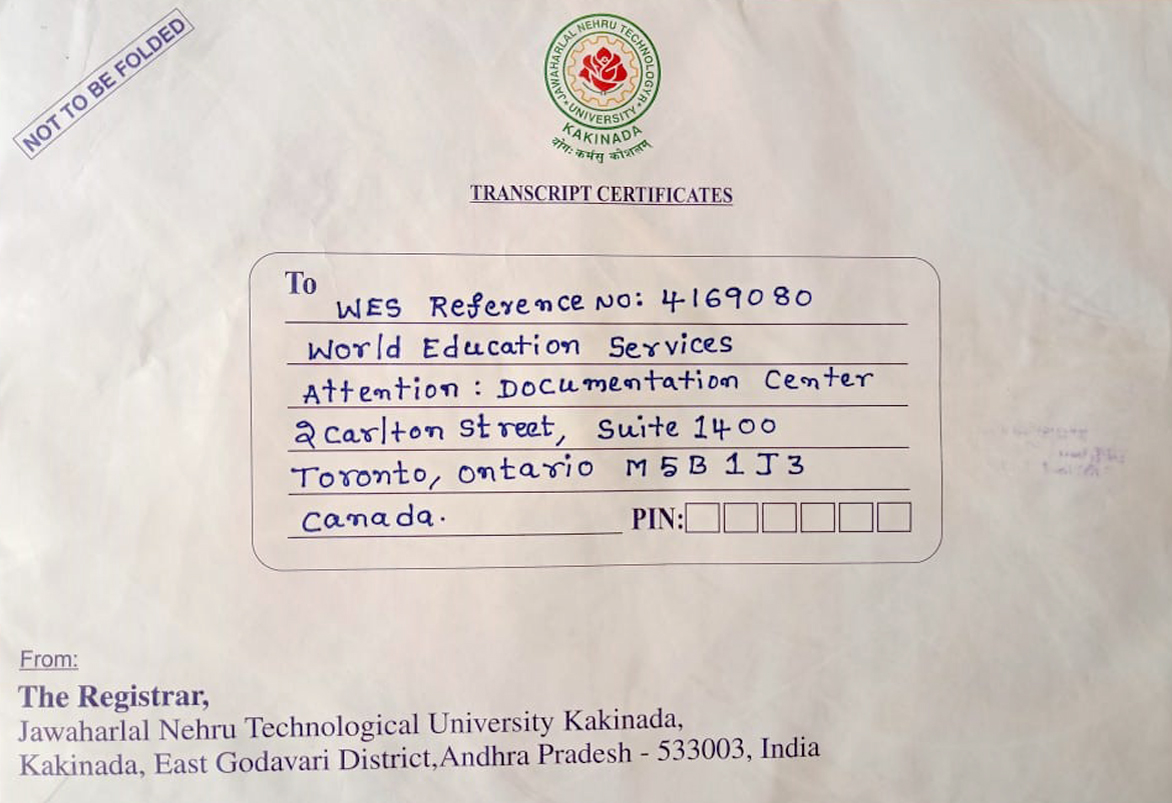 NOT TO BE FOLDED
JAWAHARLAL NEHRU TECHNOLOGICAL
UNIVERSITY
KAKINADA
योगः कर्मसु कौशलम्
TRANSCRIPT CERTIFICATES
To
WES Reference NO: 4169080
World Education Services
Attention : Documentation Center
2 Carlton Street, Suite 1400
Toronto, Ontario M5B 1J3
Canada.
PIN:
From:
The Registrar,
Jawaharlal Nehru Technological University Kakinada,
Kakinada, East Godavari District,Andhra Pradesh - 533003, India